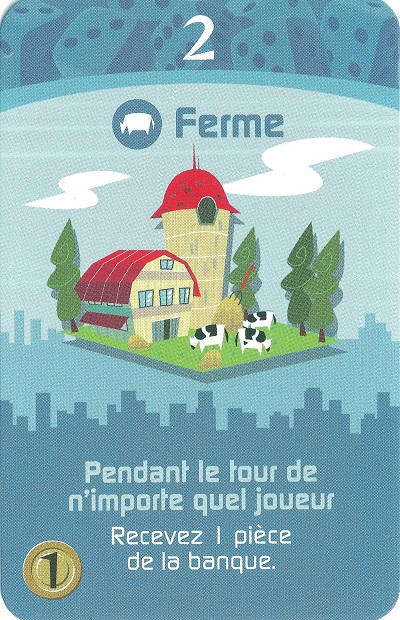 2
Ferme
Pendant le tour de
n'importe quel joueur
Recevez 1 pièce
de la banque.
1